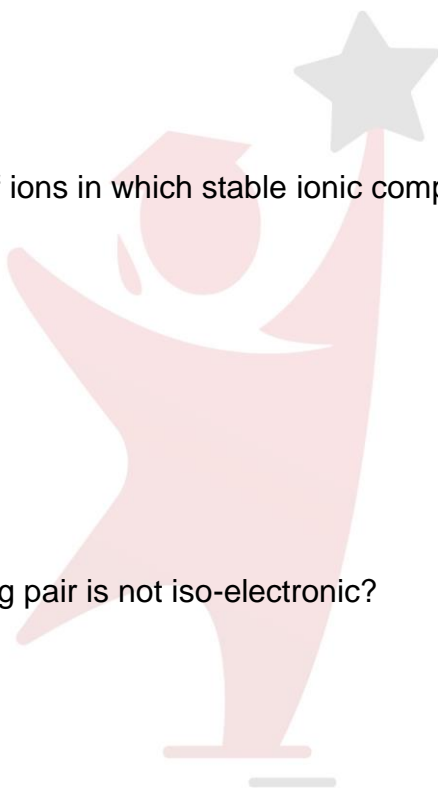 ions in which stable ionic comp
g pair is not iso-electronic?